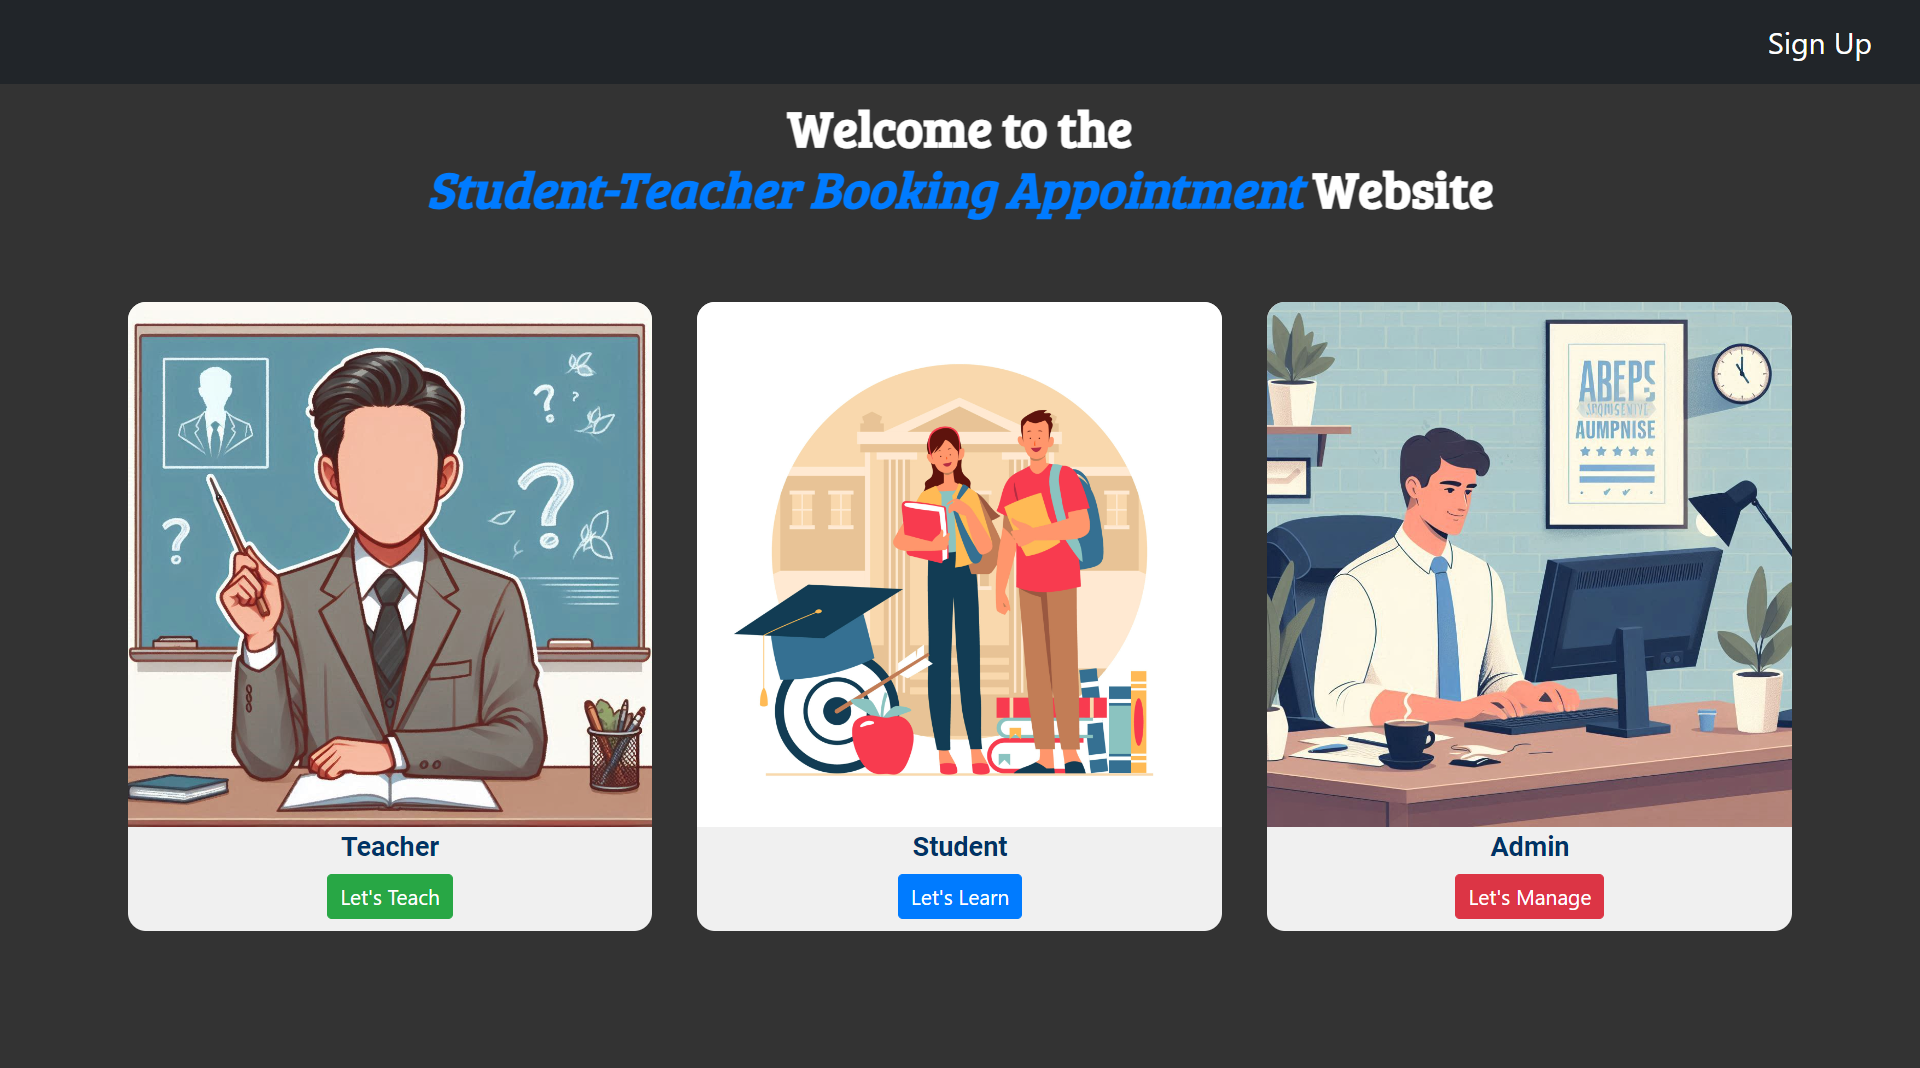 Sign Up
Welcome to the
Student-Teacher Booking Appointment Website
ABEPS
AUMPNISE
Teacher
Student
Admin
Let's Teach
Let's Learn
Let's Manage